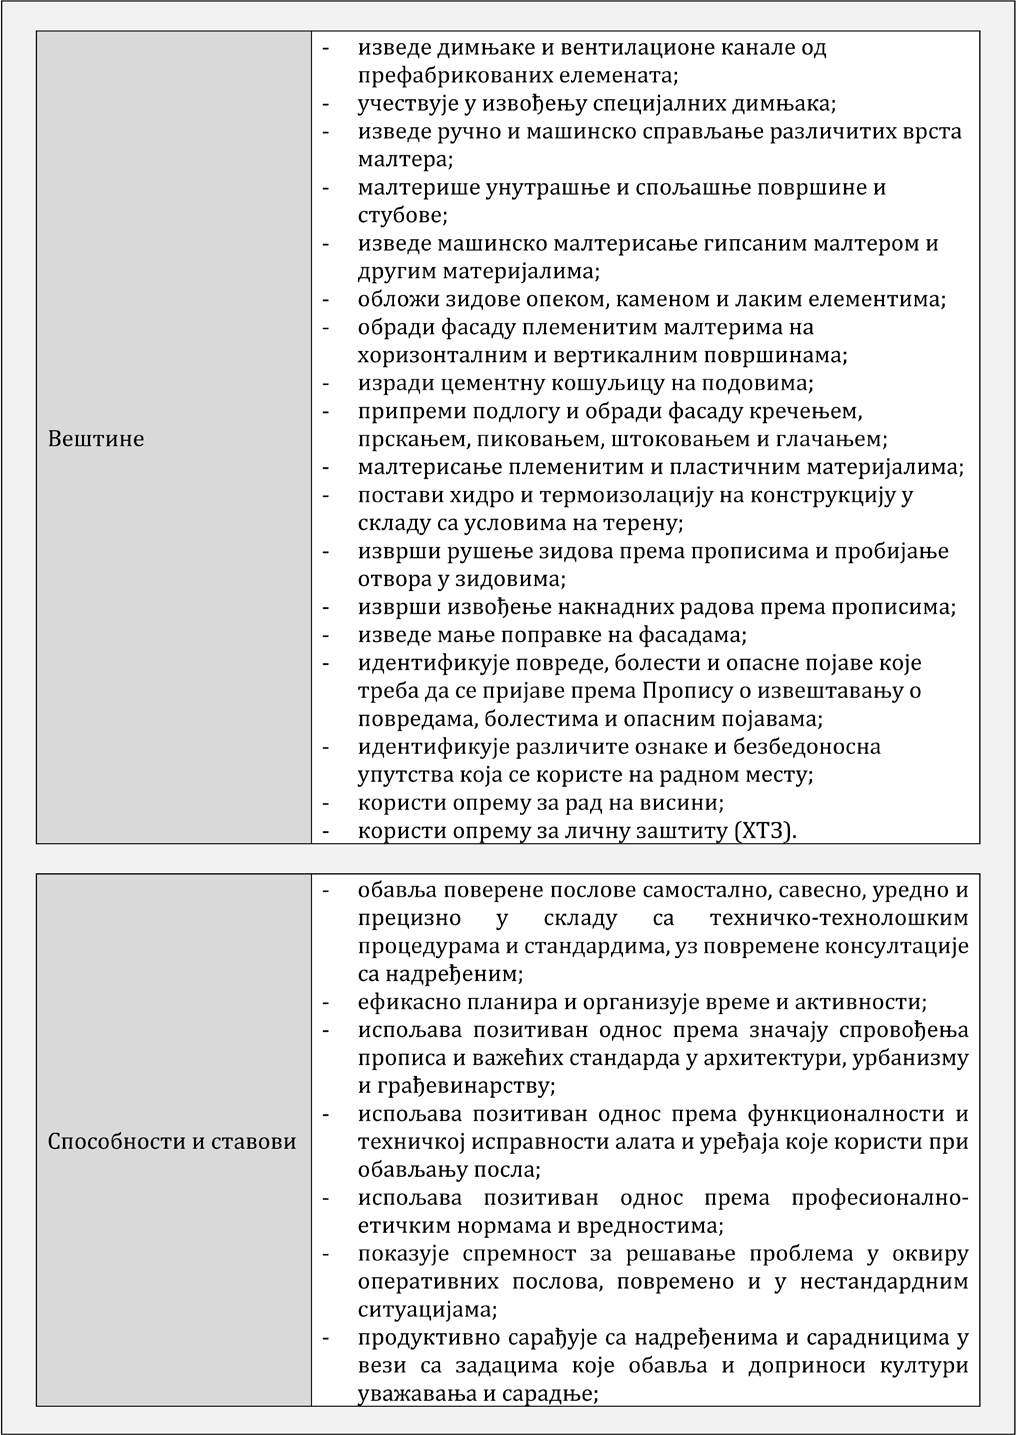 - изведе димњаке и вентилационе канале од
префабрикованих елемената;
- учествује у извођењу специјалних димњака;
- изведе ручно и машинско справљање различитих врста
малтера;
- малтерише унутрашње и спољашње површине и
стубове;
- изведе машинско малтерисање гипсаним малтером и
другим материјалима;
- обложи зидове опеком, каменом и лаким елементима;
- обради фасаду племенитим малтерима на
хоризонталним и вертикалним површинама;
- изради цементну кошуљицу на подовима;
- припреми подлогу и обради фасаду кречењем,
Вештине
прскањем, пиковањем, штоковањем и глачањем;
- малтерисање племенитим и пластичним материјалима;
- постави хидро и термоизолацију на конструкцију у
складу са условима на терену;
- изврши рушење зидова према прописима и пробијање
отвора у зидовима;
- изврши извођење накнадних радова према прописима;
- изведе мање поправке на фасадама;
- идентификује повреде, болести и опасне појаве које
треба да се пријаве према Пропису о извештавању о
повредама, болестима и опасним појавама;
- идентификује различите ознаке и безбедоносна
упутства која се користе на радном месту;
- користи опрему за рад на висини;
- користи опрему за личну заштиту (ХТЗ).
- обавља поверене послове самостално, савесно, уредно и
прецизно у складу са техничко-технолошким
процедурама и стандардима, уз повремене консултације
са надређеним;
- ефикасно планира и организује време и активности;
- испољава позитиван однос према значају спровођења
прописа и важећих стандарда у архитектури, урбанизму
и грађевинарству;
- испољава позитиван однос према функционалности и
Способности и ставови
техничкој исправности алата и уређаја које користи при
обављању посла;
- испољава позитиван однос према професионално-
етичким нормама и вредностима;
- показује спремност за решавање проблема у оквиру
оперативних послова, повремено и у нестандардним
ситуацијама;
- продуктивно сарађује са надређенима и сарадницима у
вези са задацима које обавља и доприноси култури
уважавања и сарадње;